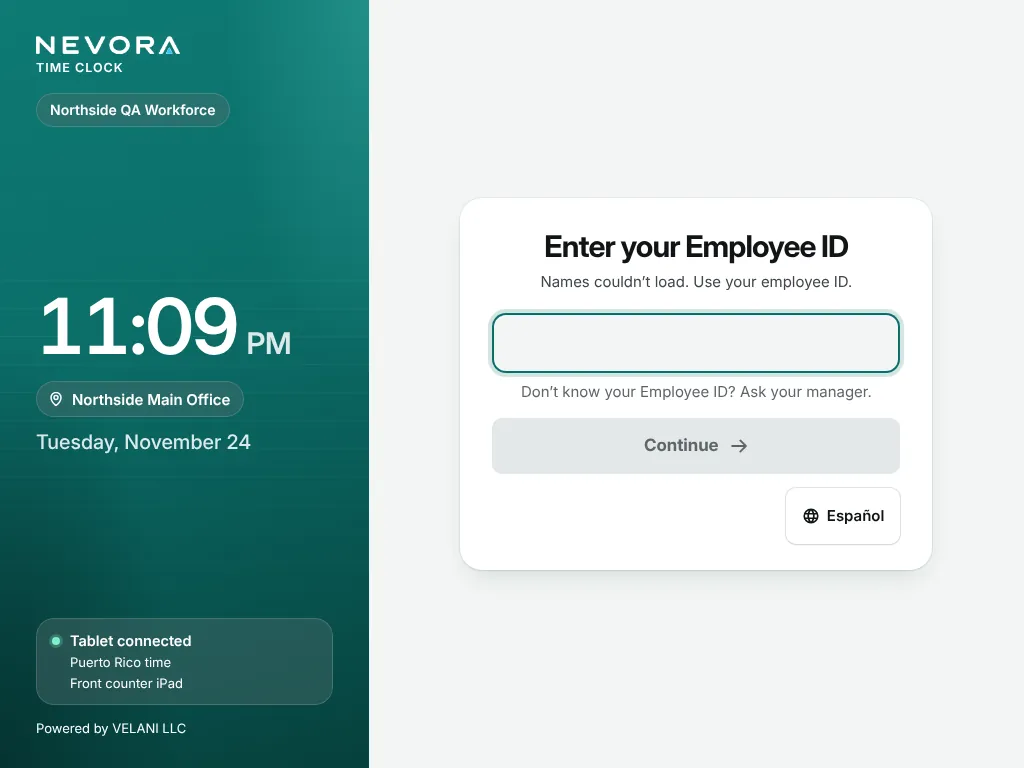 NEVORA
TIME CLOCK
Northside QA Workforce
11:09 PM
Northside Main Office
Tuesday, November 24
Tablet connected
Puerto Rico time
Front counter iPad
Powered by VELANI LLC
Enter your Employee ID
Names couldn’t load. Use your employee ID.
Don’t know your Employee ID? Ask your manager.
Continue →
Español